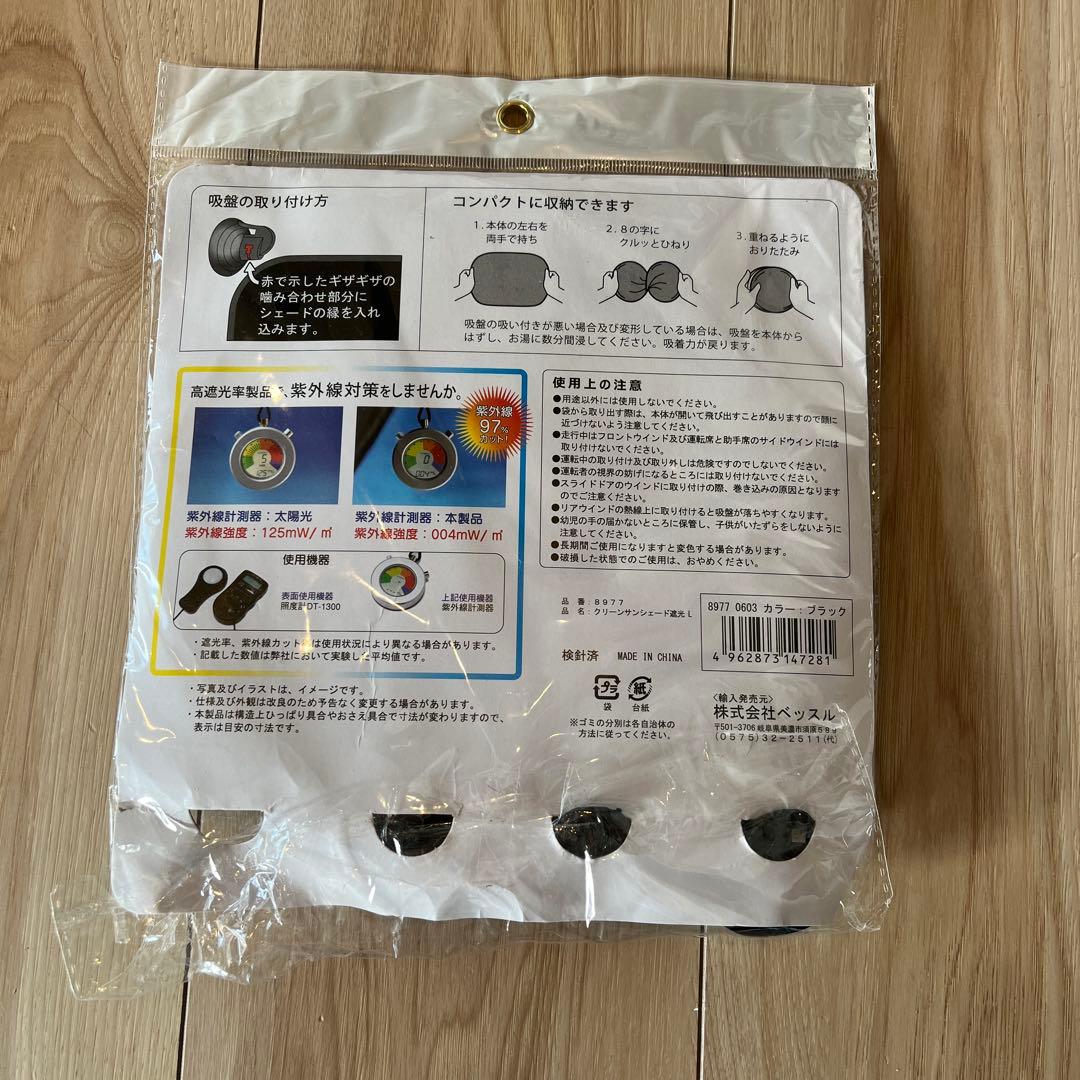 吸盤の取り付け方
赤で示したギザギザの
噛み合わせ部分に
シェードの縁を入れ
込みます。
コンパクトに収納できます
1.本体の左右を
両手で持ち
2.8の字に
クルッとひねり
3.重ねるように
おりたたみ
吸盤の吸い付きが悪い場合及び変形している場合は、吸盤を本体から
はずし、お湯に数分間浸してください。吸着力が戻ります。
高遮光率製品で、紫外線対策をしませんか。
紫外線
97%
カット!
紫外線計測器：太陽光
紫外線強度：125mW/㎡
紫外線計測器：本製品
紫外線強度：004mW/㎡
使用機器
表面使用機器
照度計DT-1300
上記使用機器
紫外線計測器
・遮光率、紫外線カット率は使用状況により異なる場合があります。
・記載した数値は弊社において実験した平均値です。
・写真及びイラストは、イメージです。
・仕様及び外観は改良のため予告なく変更する場合があります。
・本製品は構造上ひっぱり具合やおさえ具合で寸法が変わりますので、
表示は目安の寸法です。
使用上の注意
●用途以外には使用しないでください。
●袋から取り出す際は、本体が開いて飛び出すことがありますので顔に
近づけないよう注意してください。
●走行中はフロントウインド及び運転席と助手席のサイドウインドには
取り付けないでください。
●運転中の取り付け及び取り外しは危険ですのでしないでください。
●運転者の視界の妨げになるところには取り付けないでください。
●スライドドアのウインドに取り付けの際、巻き込みの原因となります
のでご注意ください。
●リアウインドの熱線上に取り付けると吸盤が落ちやすくなります。
●幼児の手の届かないところに保管し、子供がいたずらをしないように
注意してください。
●長期間ご使用になりますと変色する場合があります。
●破損した状態でのご使用は、おやめください。
品 番：8977
品 名：クリーンサンシェード遮光 L
検針済 MADE IN CHINA
8977 0603 カラー：ブラック
4 962873 147281
プラ
袋
紙
台紙
※ゴミの分別は各自治体の
方法に従ってください。
〈輸入発売元〉
株式会社ベッスル
〒501-3706 岐阜県美濃市須原589
(0575)32-2511(代)